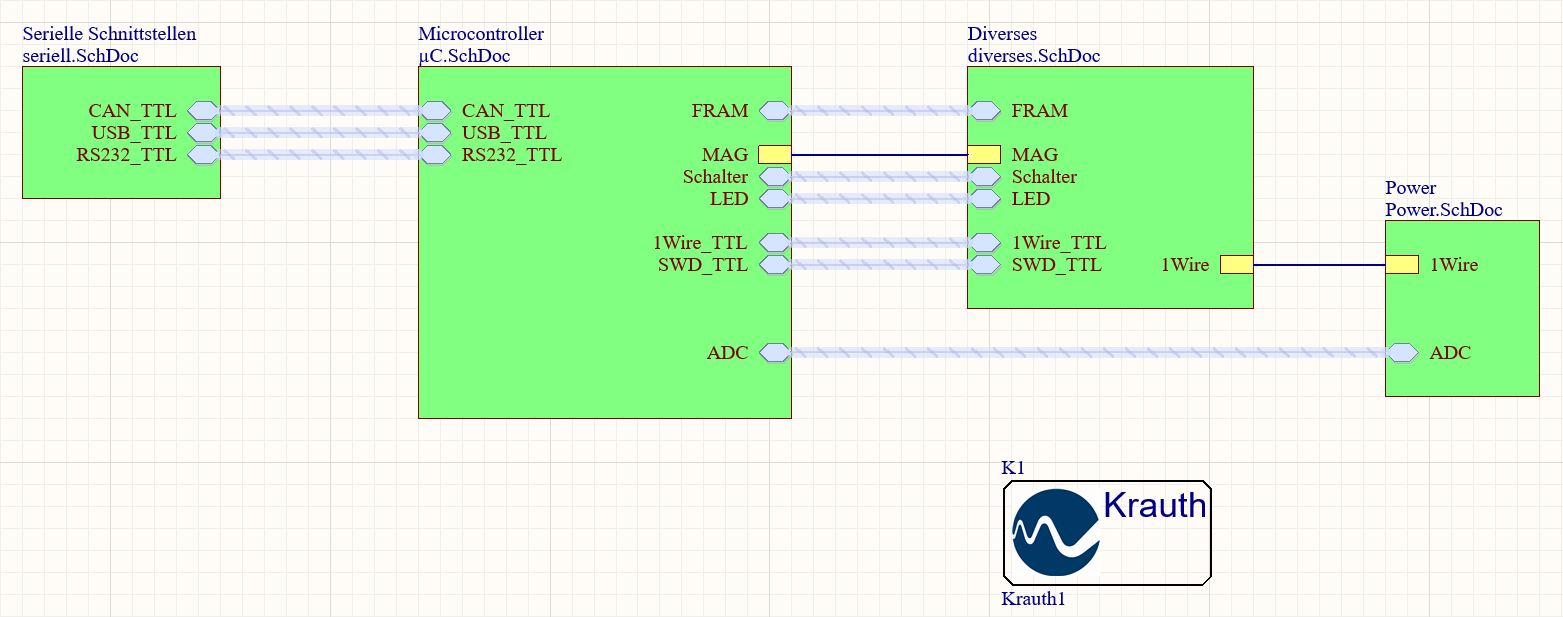 Serielle Schnittstellen
seriell.SchDoc
CAN_TTL
USB_TTL
RS232_TTL
Microcontroller
µC.SchDoc
CAN_TTL
USB_TTL
RS232_TTL
FRAM
MAG
Schalter
LED
1Wire_TTL
SWD_TTL
ADC
Diverses
diverses.SchDoc
FRAM
MAG
Schalter
LED
1Wire_TTL
SWD_TTL
1Wire
Power
Power.SchDoc
1Wire
ADC
K1
Krauth
Krauth1